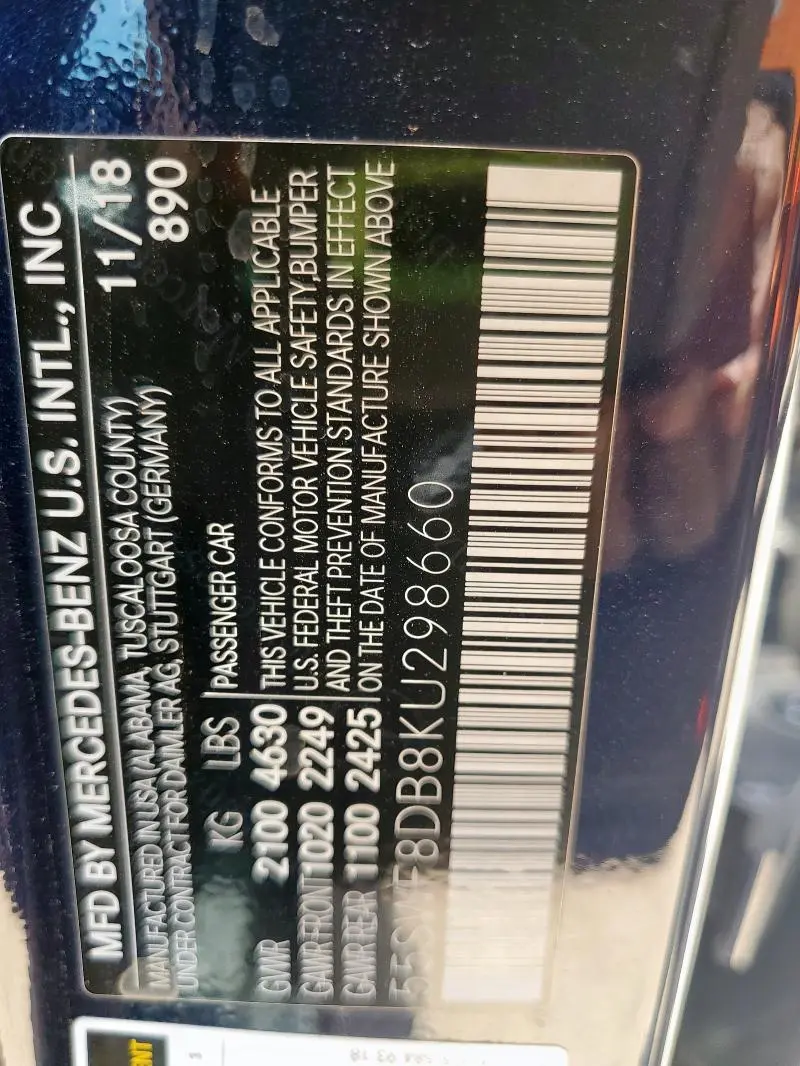 MFD BY MERCEDES-BENZ U.S. INTL., INC
MANUFACTURED IN USA (ALABAMA, TUSCALOOSA COUNTY) 11/18
UNDER CONTRACT FOR DAIMLER AG, STUTTGART (GERMANY) 890
KG LBS PASSENGER CAR
GVWR 2100 4630 THIS VEHICLE CONFORMS TO ALL APPLICABLE
GAWR FRONT 1020 2249 U.S. FEDERAL MOTOR VEHICLE SAFETY, BUMPER
GAWR REAR 1100 2425 AND THEFT PREVENTION STANDARDS IN EFFECT
ON THE DATE OF MANUFACTURE SHOWN ABOVE
55SWF8DB8KU298660